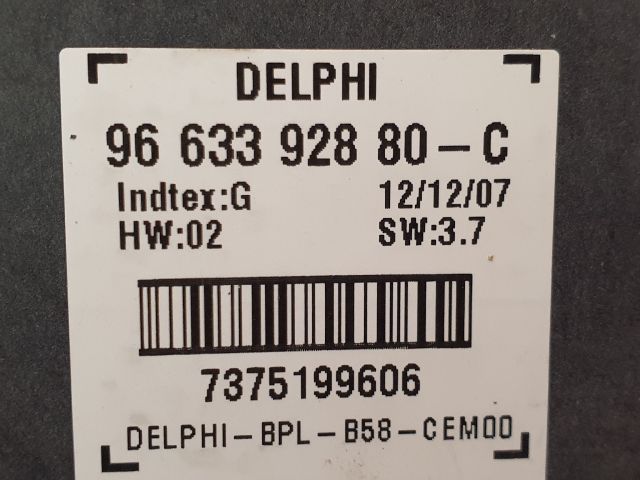 DELPHI
96 633 928 80-C
Indtex:G 12/12/07
HW:02 SW:3.7
7375199606
DELPHI-BPL-B58-CEM00